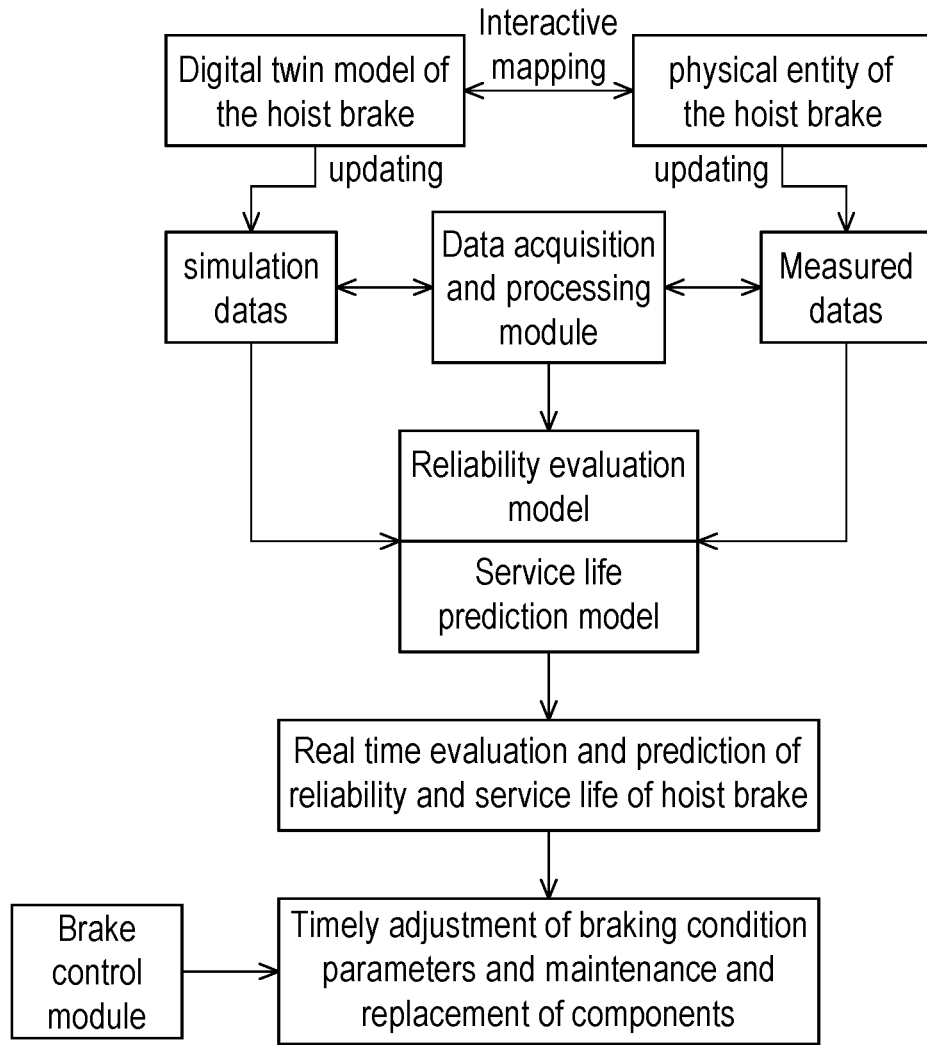 Digital twin model of
the hoist brake
Interactive
mapping
physical entity of
the hoist brake
updating
updating
simulation
datas
Data acquisition
and processing
module
Measured
datas
Reliability evaluation
model
Service life
prediction model
Real time evaluation and prediction of
reliability and service life of hoist brake
Brake
control
module
Timely adjustment of braking condition
parameters and maintenance and
replacement of components